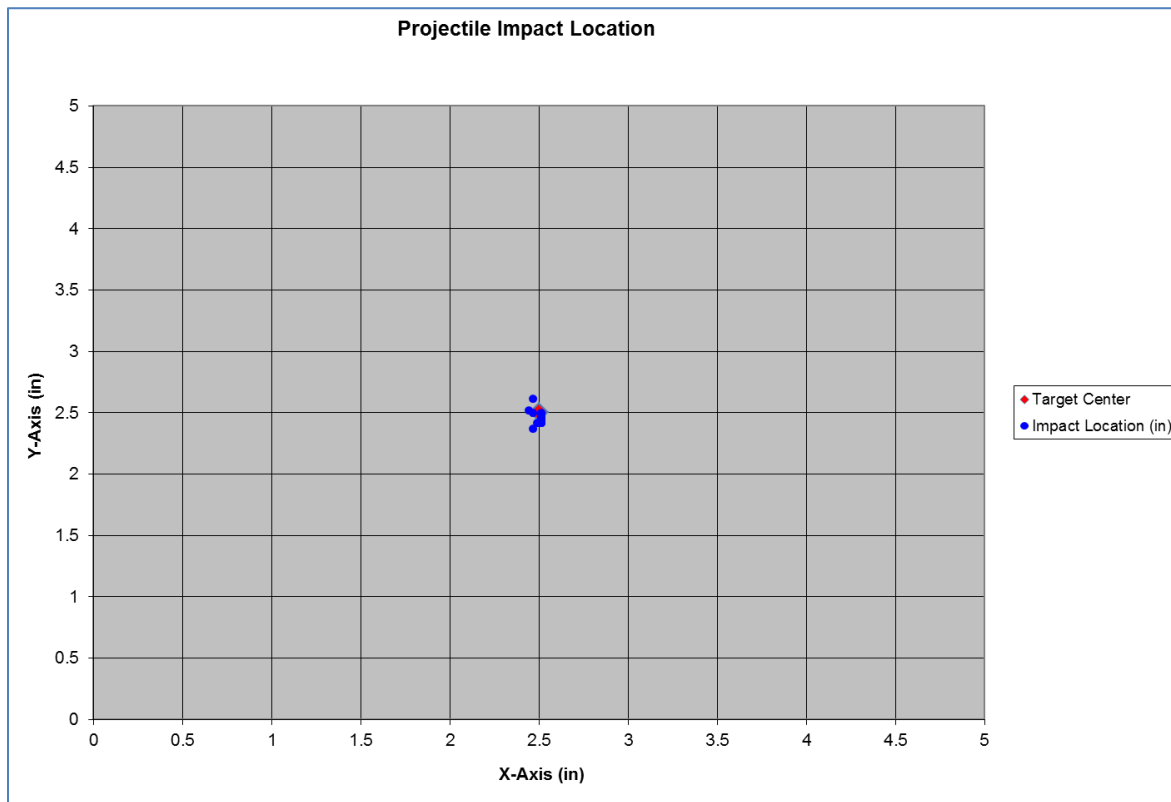 Projectile Impact Location
5
4.5
4
3.5
3
2.5
2
1.5
1
0.5
0
Y-Axis (in)
0 0.5 1 1.5 2 2.5 3 3.5 4 4.5 5
X-Axis (in)
Target Center
Impact Location (in)